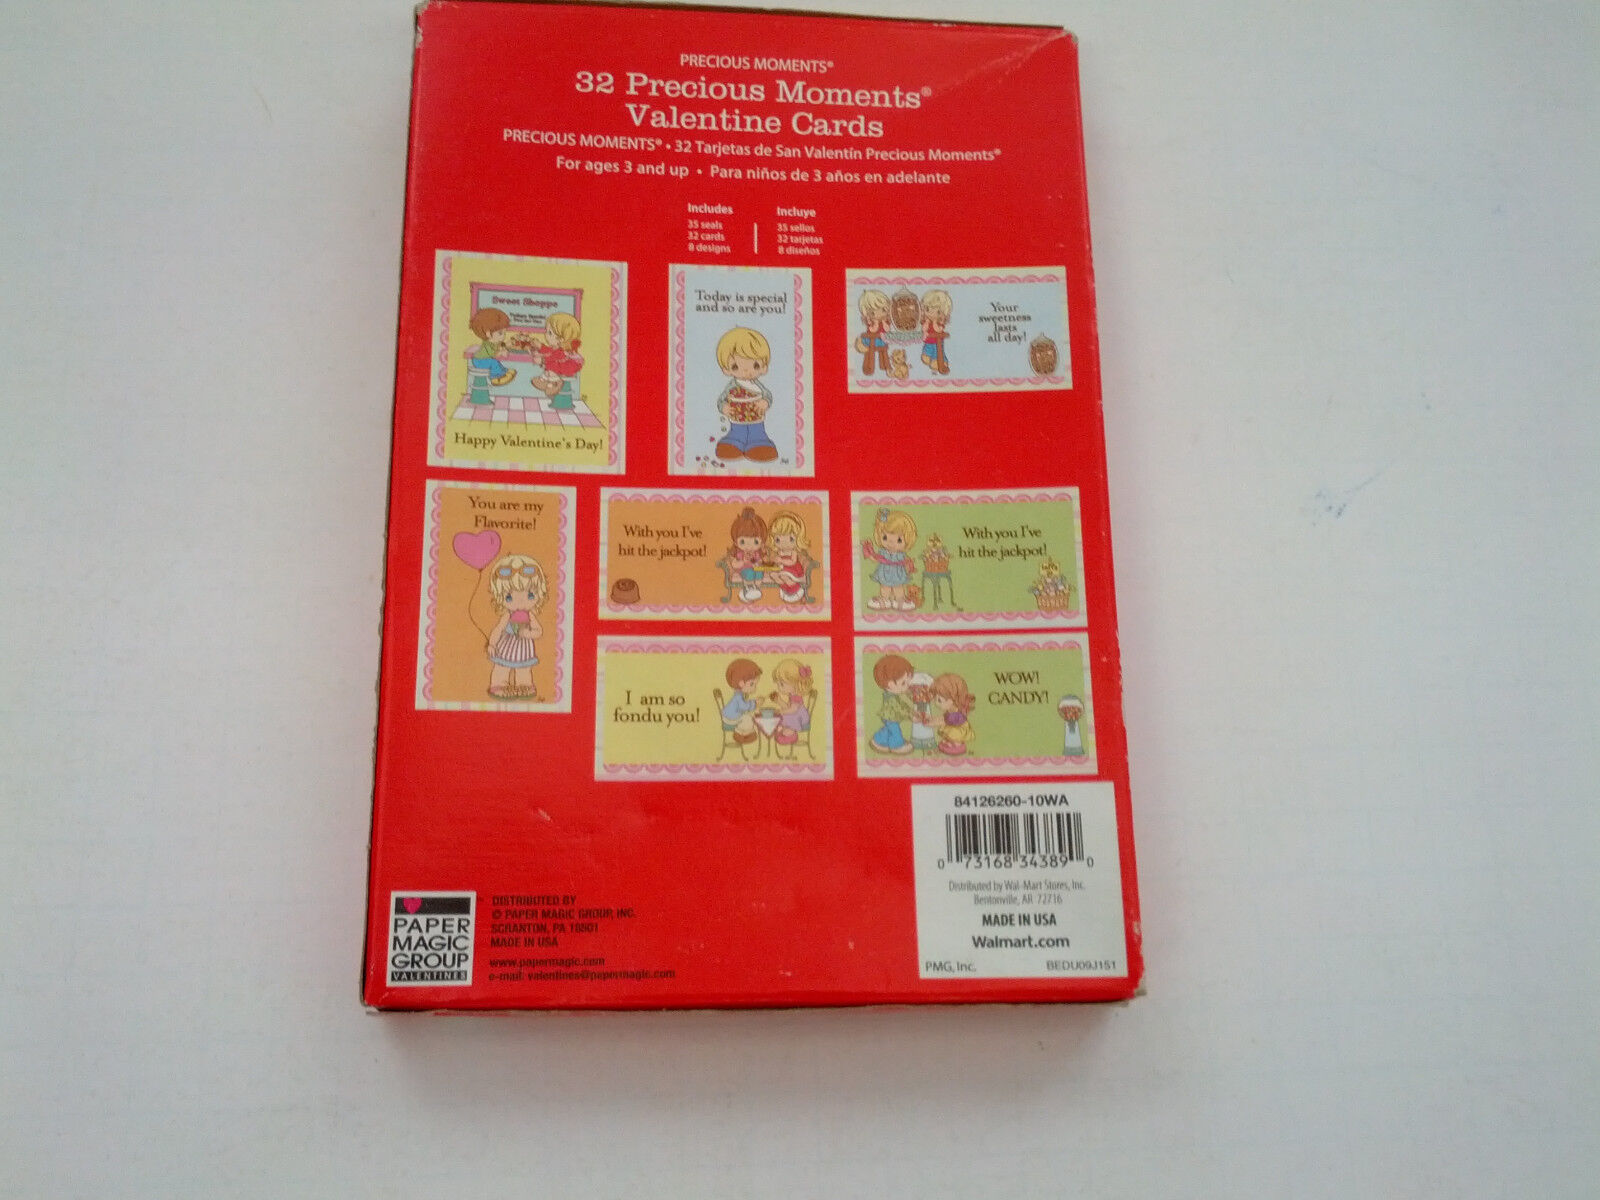 PRECIOUS MOMENTS®
32 Precious Moments®
Valentine Cards
PRECIOUS MOMENTS® • 32 Tarjetas de San Valentín Precious Moments®
For ages 3 and up • Para niños de 3 años en adelante
Includes
35 seals
32 cards
8 designs
Incluye
35 sellos
32 tarjetas
8 diseños
Sweet Shoppe
Happy Valentine's Day!
Today is special
and so are you!
Your
sweetness
lasts
all day!
You are my
Flavorite!
With you I've
hit the jackpot!
With you I've
hit the jackpot!
I am so
fondu you!
WOW!
CANDY!
84126260-10WA
0 73168 34389 0
Distributed by Wal-Mart Stores, Inc.
Bentonville, AR 72716
MADE IN USA
Walmart.com
PMG, Inc. BEDU09J151
PAPER
MAGIC
GROUP
VALENTINES
DISTRIBUTED BY
© PAPER MAGIC GROUP, INC.
SCRANTON, PA 18501
MADE IN USA
www.papermagic.com
e-mail: valentines@papermagic.com